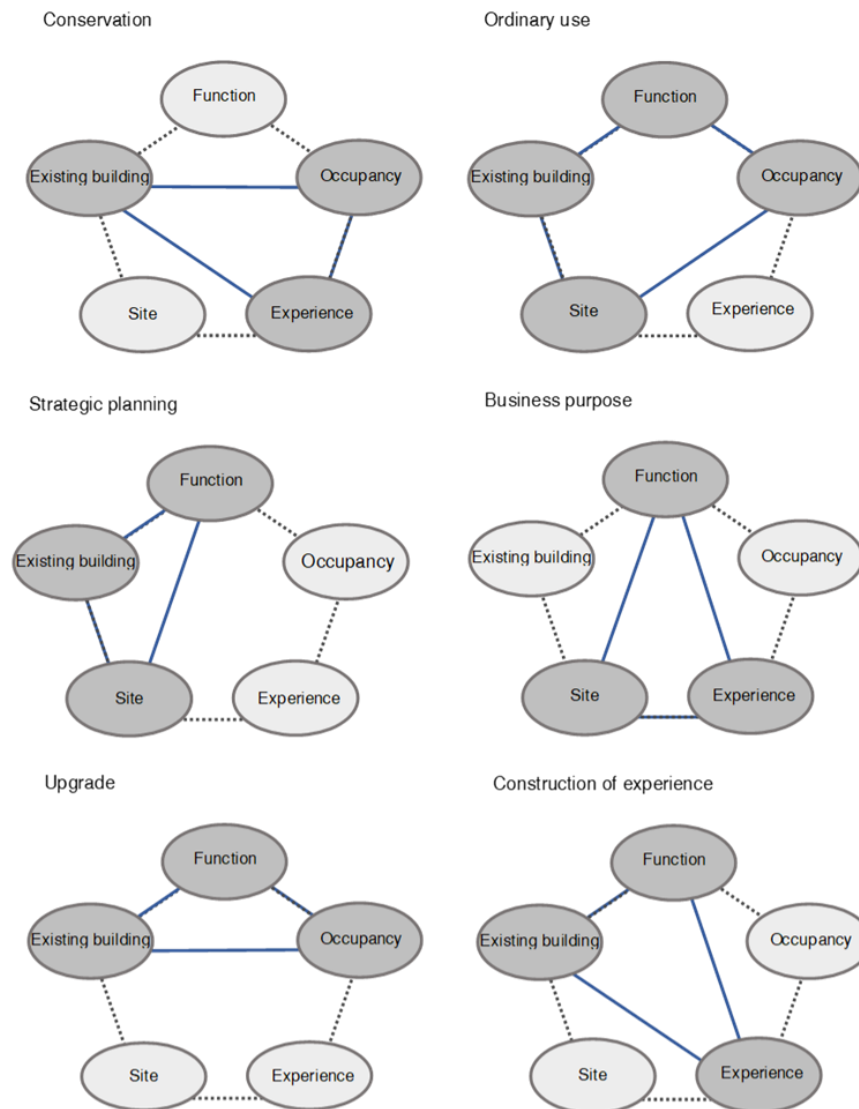 Conservation
Function
Existing building
Occupancy
Site
Experience
Ordinary use
Function
Existing building
Occupancy
Site
Experience
Strategic planning
Function
Existing building
Occupancy
Site
Experience
Business purpose
Function
Existing building
Occupancy
Site
Experience
Upgrade
Function
Existing building
Occupancy
Site
Experience
Construction of experience
Function
Existing building
Occupancy
Site
Experience